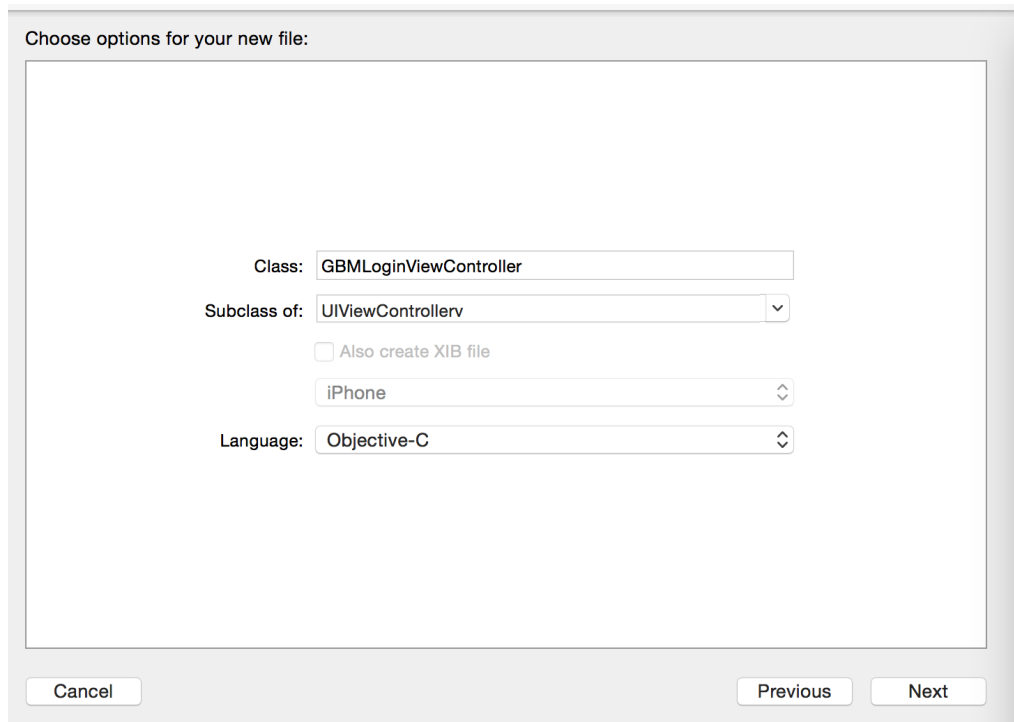 Choose options for your new file:
Class: GBMLoginViewController
Subclass of: UIViewControllerv
Also create XIB file
iPhone
Language: Objective-C
Cancel Previous Next